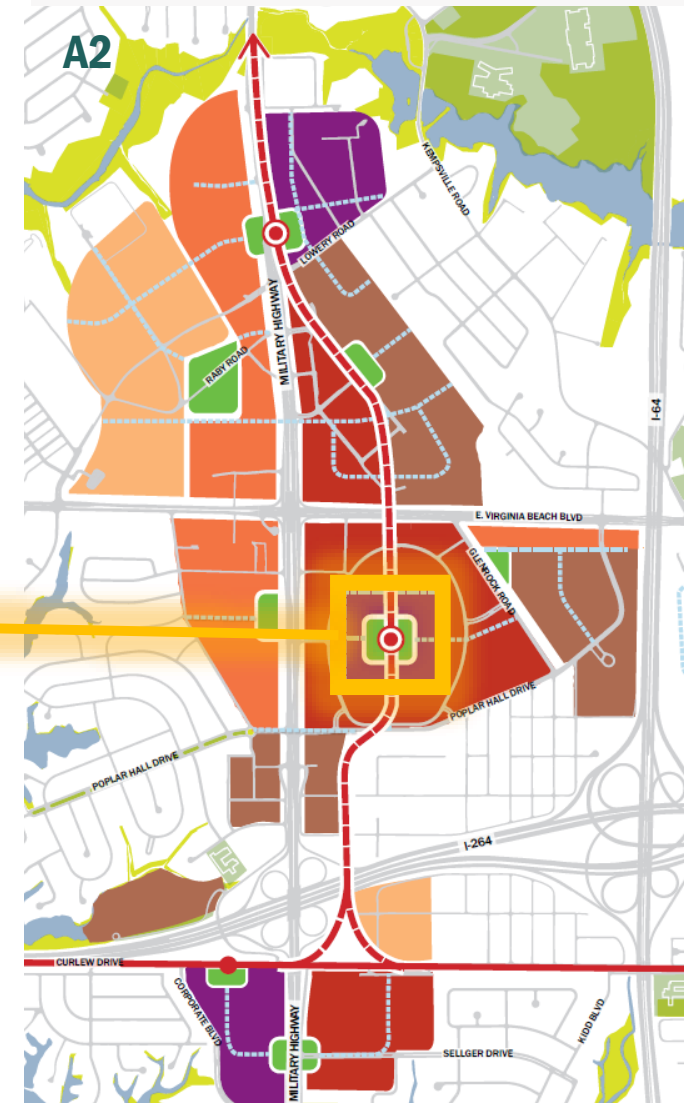 A2
KEMPSVILLE ROAD
LOWERY ROAD
MILITARY HIGHWAY
RABY ROAD
I-64
E. VIRGINIA BEACH BLVD
GLENROCK ROAD
POPLAR HALL DRIVE
POPLAR HALL DRIVE
I-264
CURLEW DRIVE
CORPORATE BLVD
MILITARY HIGHWAY
KIDD BLVD
SELLGER DRIVE